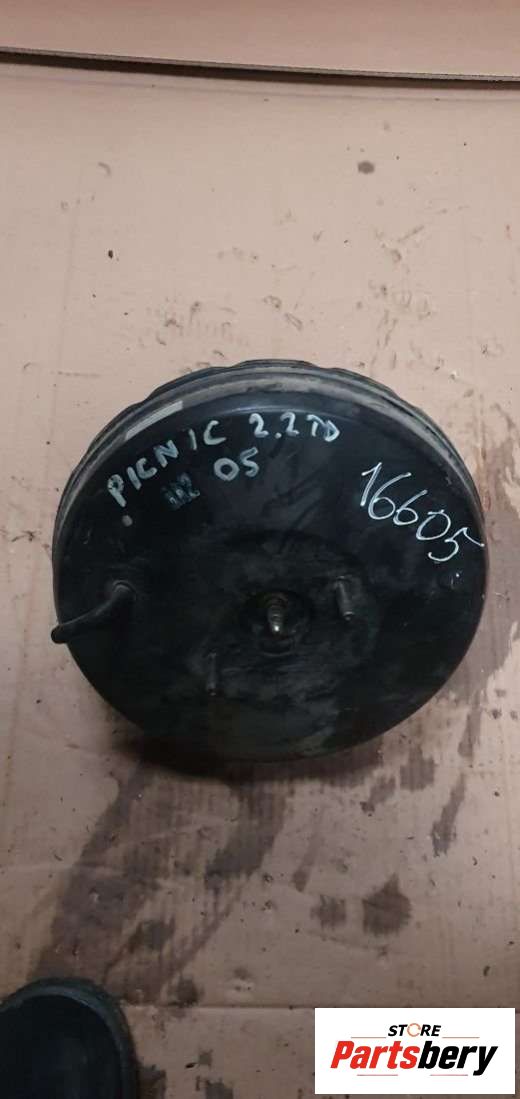 PICNIC 2.2TD
05
16605
STORE
Partsbery